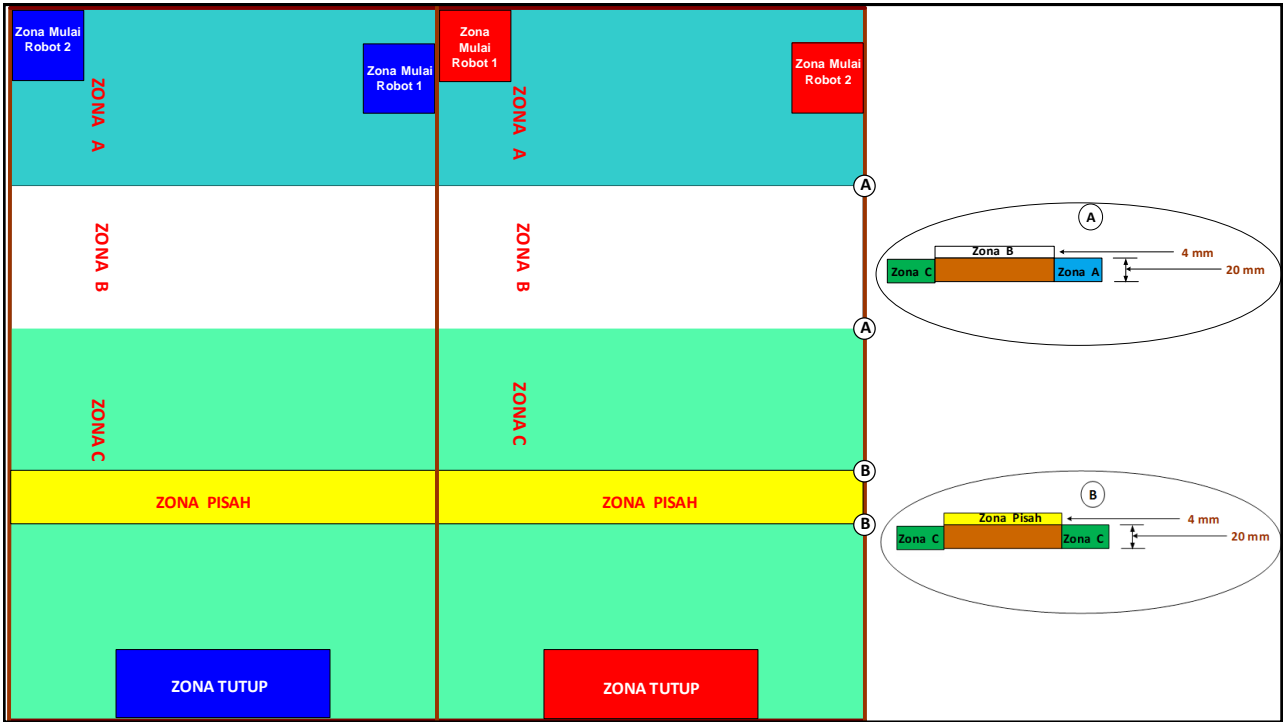 Zona Mulai
Robot 2
Zona Mulai
Robot 1
Zona
Mulai
Robot 1
Zona Mulai
Robot 2
ZONA A
ZONA A
A
ZONA B
ZONA B
A
ZONA C
ZONA C
B
ZONA PISAH
ZONA PISAH
B
ZONA TUTUP
ZONA TUTUP
A
Zona B
4 mm
Zona C
Zona A
20 mm
B
Zona Pisah
4 mm
Zona C
Zona C
20 mm